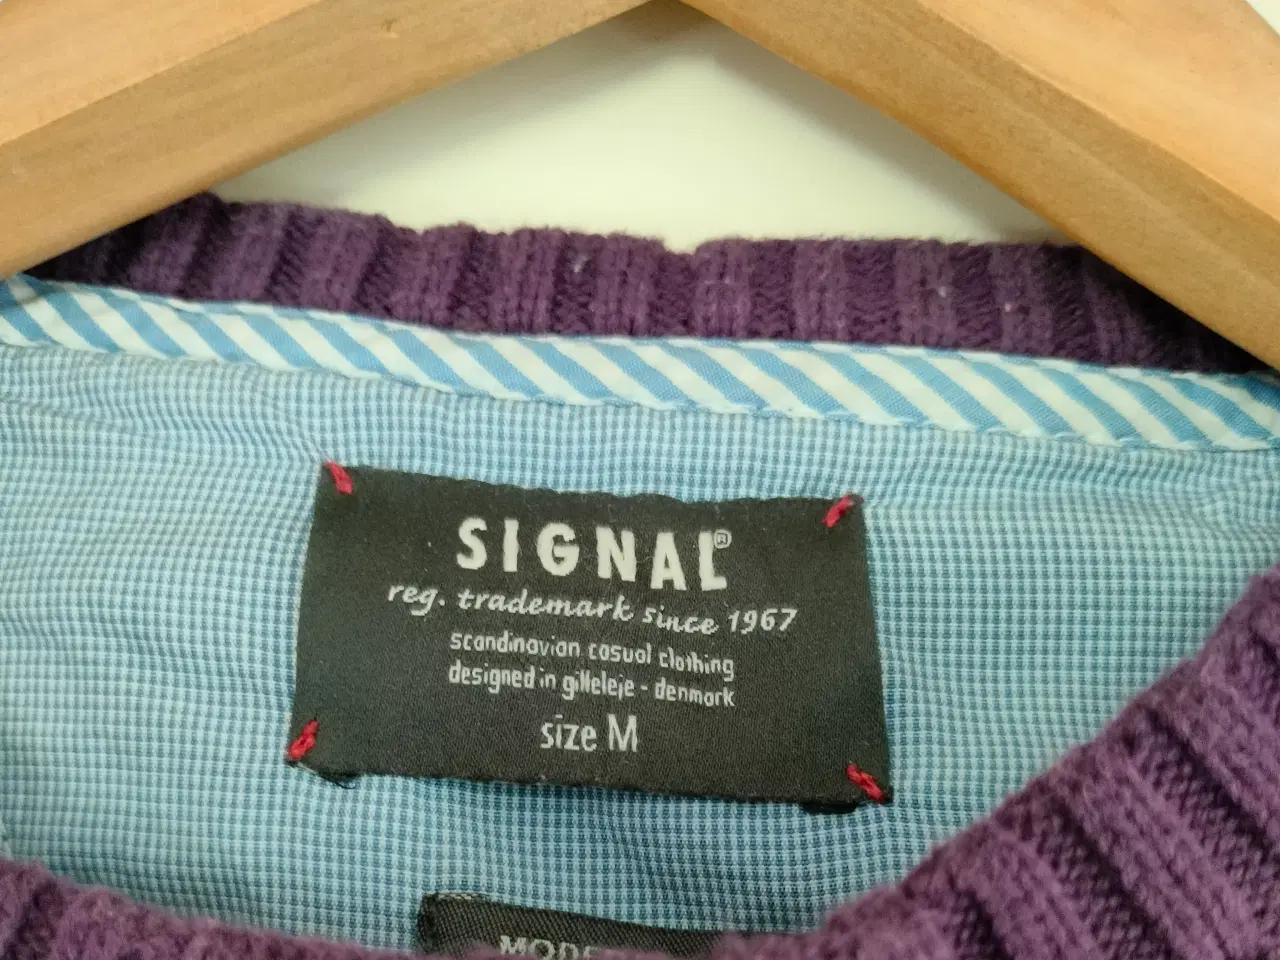 SIGNAL®
reg. trademark since 1967
scandinavian casual clothing
designed in gilleleje - denmark
size M